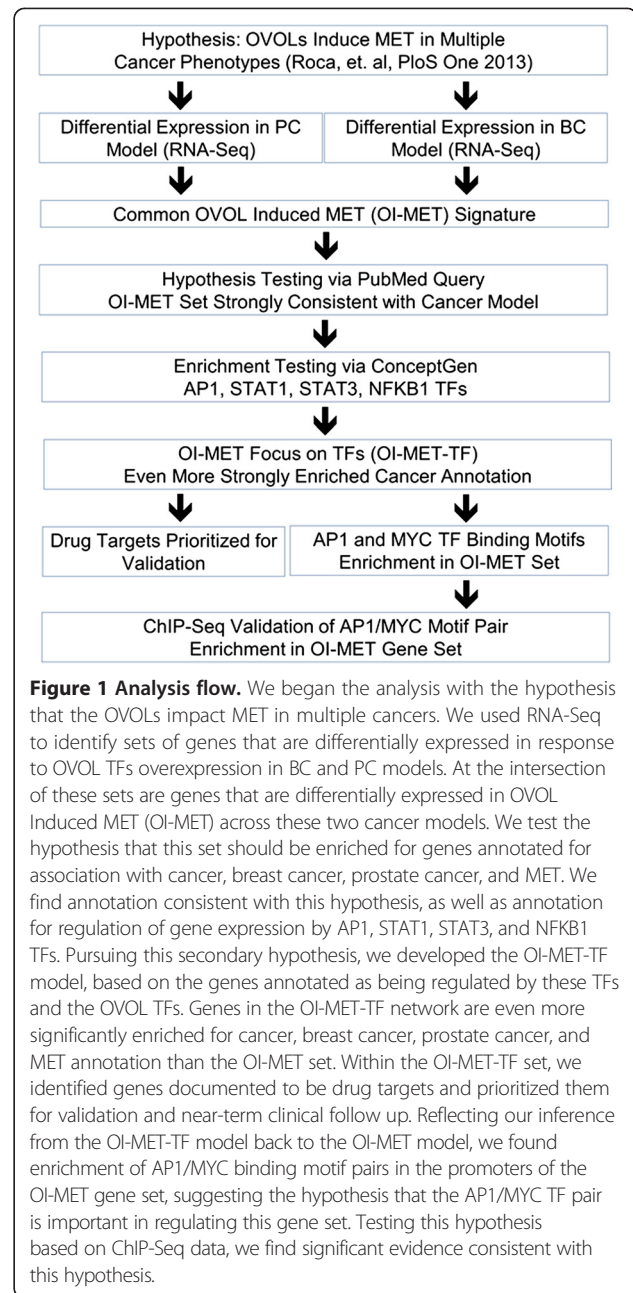 Hypothesis: OVOLs Induce MET in Multiple
Cancer Phenotypes (Roca, et. al, PloS One 2013)
Differential Expression in PC
Model (RNA-Seq)
Differential Expression in BC
Model (RNA-Seq)
Common OVOL Induced MET (OI-MET) Signature
Hypothesis Testing via PubMed Query
OI-MET Set Strongly Consistent with Cancer Model
Enrichment Testing via ConceptGen
AP1, STAT1, STAT3, NFKB1 TFs
OI-MET Focus on TFs (OI-MET-TF)
Even More Strongly Enriched Cancer Annotation
Drug Targets Prioritized for
Validation
AP1 and MYC TF Binding Motifs
Enrichment in OI-MET Set
ChIP-Seq Validation of AP1/MYC Motif Pair
Enrichment in OI-MET Gene Set
Figure 1 Analysis flow. We began the analysis with the hypothesis
that the OVOLs impact MET in multiple cancers. We used RNA-Seq
to identify sets of genes that are differentially expressed in response
to OVOL TFs overexpression in BC and PC models. At the intersection
of these sets are genes that are differentially expressed in OVOL
Induced MET (OI-MET) across these two cancer models. We test the
hypothesis that this set should be enriched for genes annotated for
association with cancer, breast cancer, prostate cancer, and MET. We
find annotation consistent with this hypothesis, as well as annotation
for regulation of gene expression by AP1, STAT1, STAT3, and NFKB1
TFs. Pursuing this secondary hypothesis, we developed the OI-MET-TF
model, based on the genes annotated as being regulated by these TFs
and the OVOL TFs. Genes in the OI-MET-TF network are even more
significantly enriched for cancer, breast cancer, prostate cancer, and
MET annotation than the OI-MET set. Within the OI-MET-TF set, we
identified genes documented to be drug targets and prioritized them
for validation and near-term clinical follow up. Reflecting our inference
from the OI-MET-TF model back to the OI-MET model, we found
enrichment of AP1/MYC binding motif pairs in the promoters of the
OI-MET gene set, suggesting the hypothesis that the AP1/MYC TF pair
is important in regulating this gene set. Testing this hypothesis
based on ChIP-Seq data, we find significant evidence consistent with
this hypothesis.